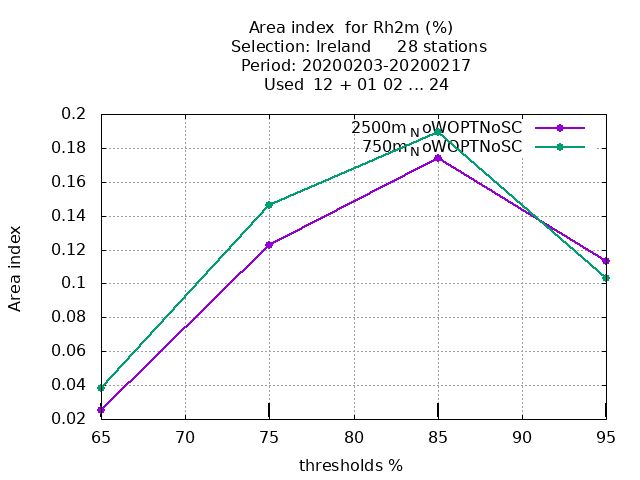 Area index  for Rh2m (%)
Selection: Ireland     28 stations
Period: 20200203-20200217
Used  12 + 01 02 ... 24
2500m_NoWOPTNoSC
750m_NoWOPTNoSC
0.2
0.18
0.16
0.14
0.12
0.1
0.08
0.06
0.04
0.02
Area index
65 70 75 80 85 90 95
thresholds %